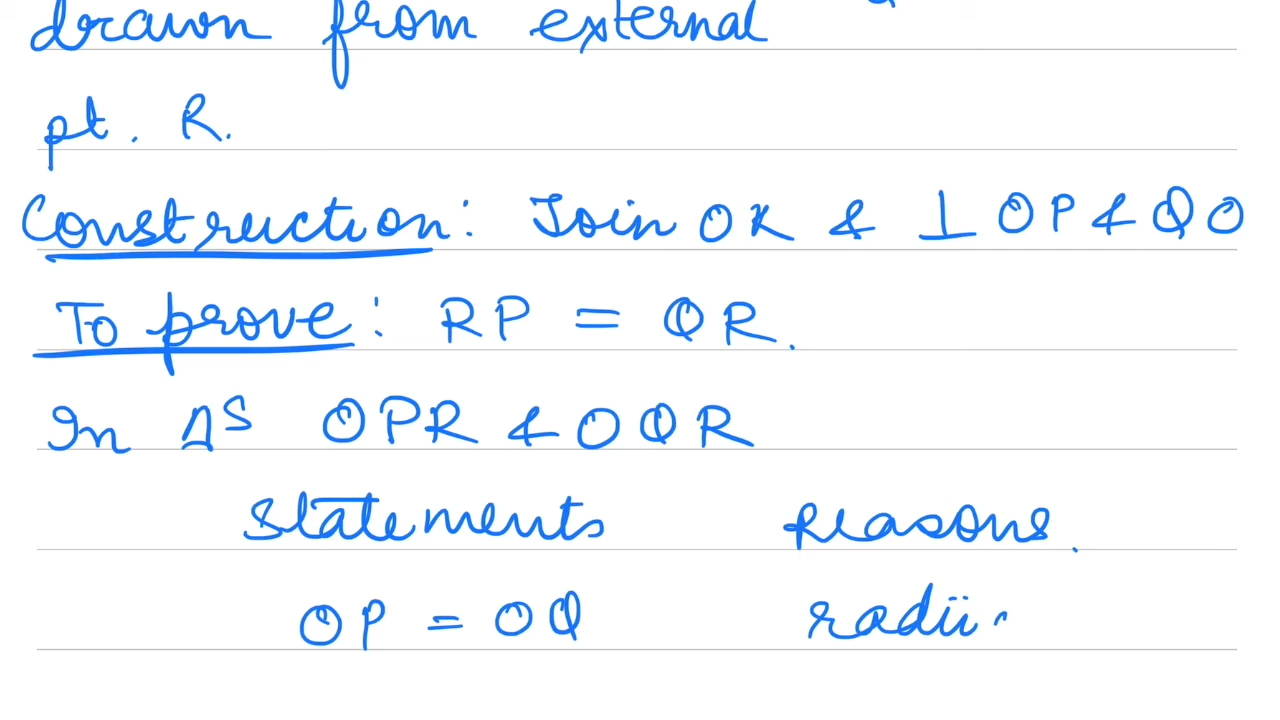 drawn from external
pt. R.
Construction: Join OR & ⊥ OP & QO
To prove: RP = QR.
In Δs OPR & OQR
Statements Reasons.
OP = OQ radii